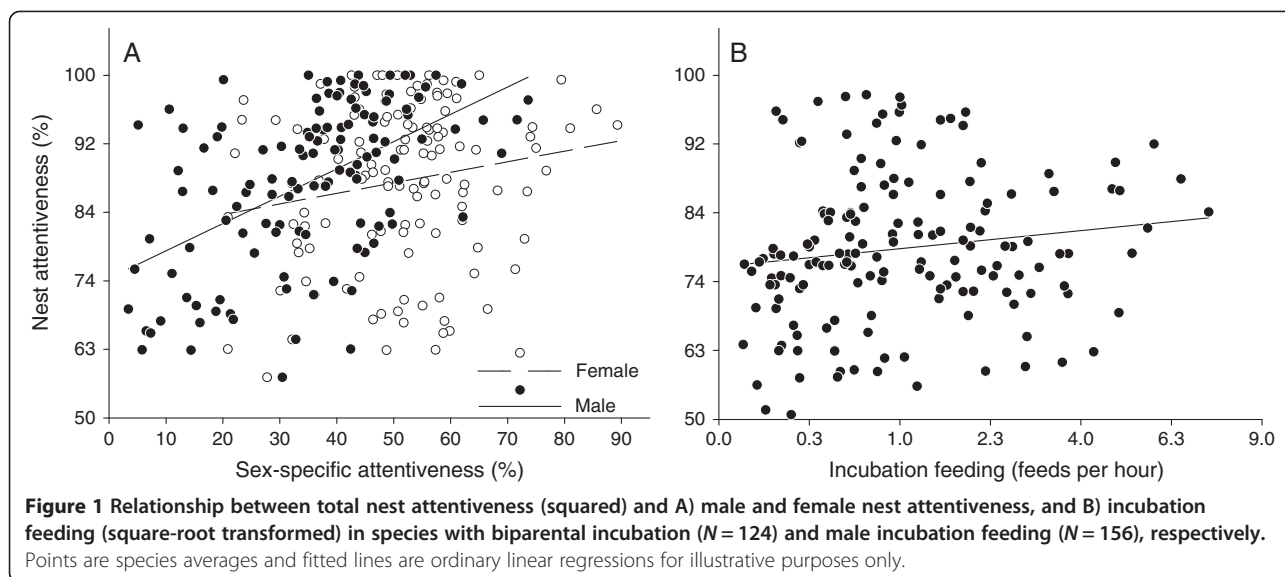 A
B
100
92
84
74
63
50
Nest attentiveness (%)
Female
Male
0 10 20 30 40 50 60 70 80 90
Sex-specific attentiveness (%)
100
92
84
74
63
50
0.0 0.3 1.0 2.3 4.0 6.3 9.0
Incubation feeding (feeds per hour)
Figure 1 Relationship between total nest attentiveness (squared) and A) male and female nest attentiveness, and B) incubation
feeding (square-root transformed) in species with biparental incubation (N = 124) and male incubation feeding (N = 156), respectively.
Points are species averages and fitted lines are ordinary linear regressions for illustrative purposes only.